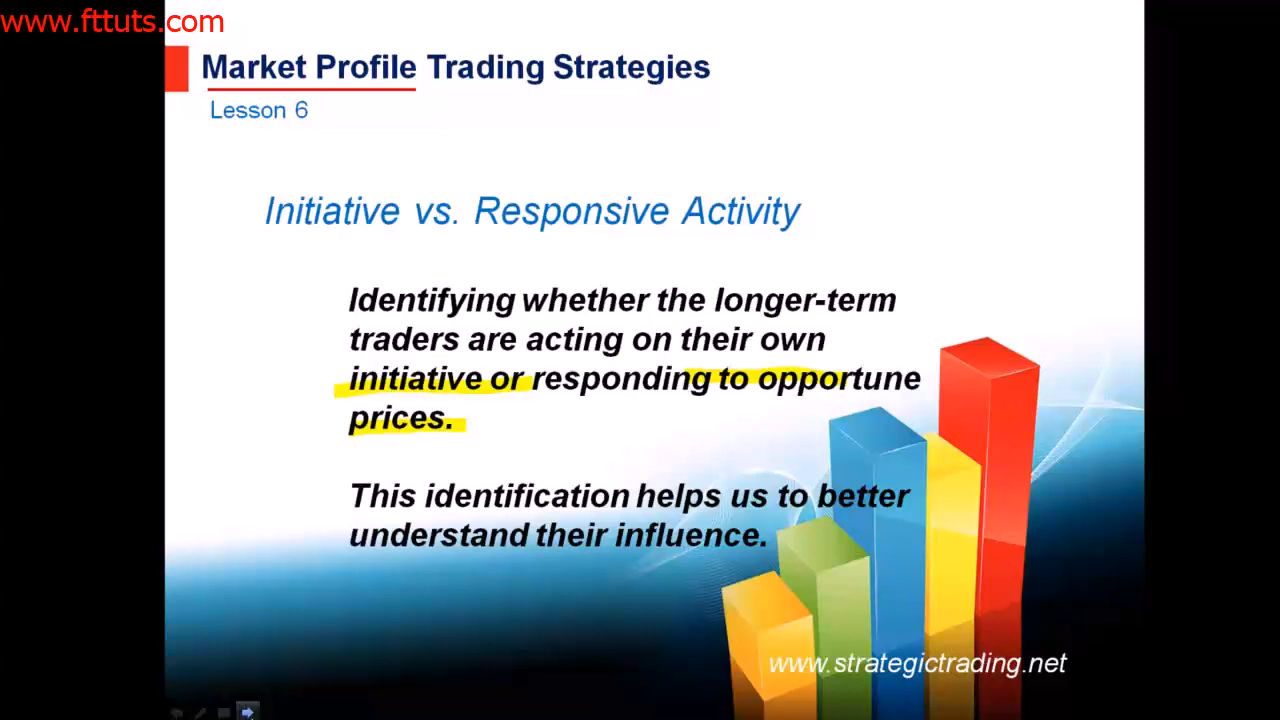 www.fttuts.com
Market Profile Trading Strategies
Lesson 6
Initiative vs. Responsive Activity
Identifying whether the longer-term
traders are acting on their own
initiative or responding to opportune
prices.
This identification helps us to better
understand their influence.
www.strategictrading.net